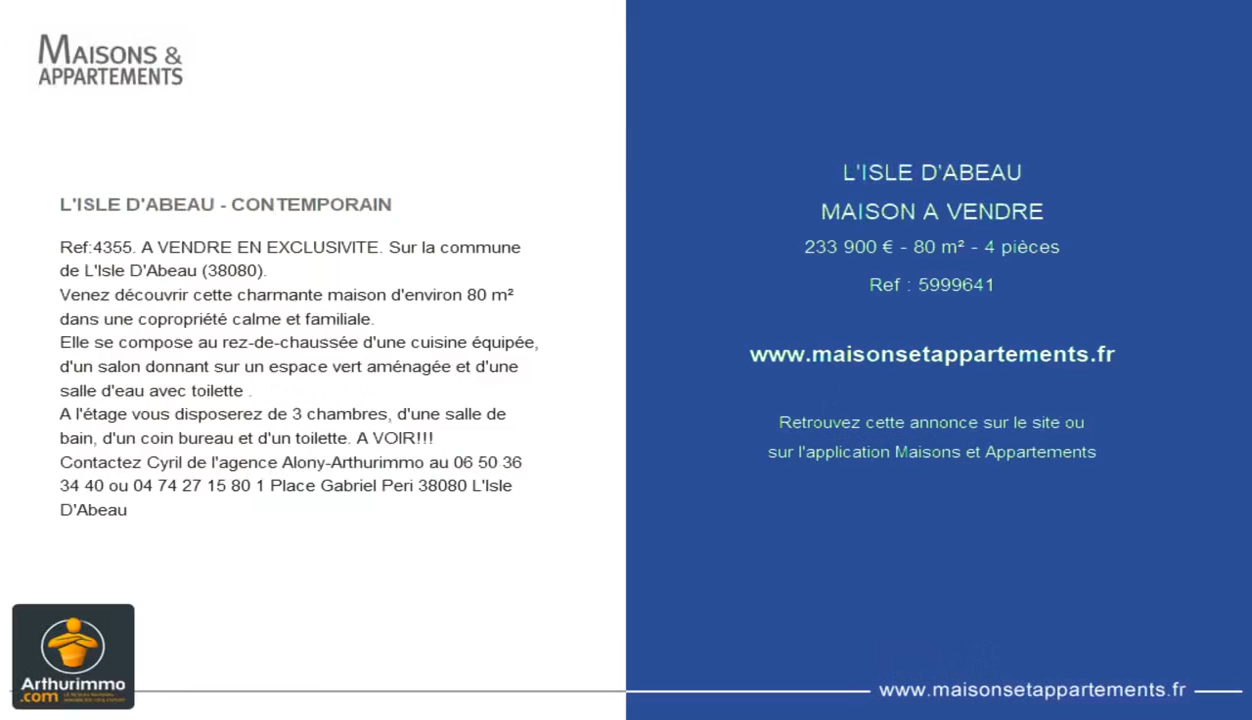 MAISONS &
APPARTEMENTS
L'ISLE D'ABEAU - CONTEMPORAIN
Ref:4355. A VENDRE EN EXCLUSIVITE. Sur la commune
de L'Isle D'Abeau (38080).
Venez découvrir cette charmante maison d'environ 80 m²
dans une copropriété calme et familiale.
Elle se compose au rez-de-chaussée d'une cuisine équipée,
d'un salon donnant sur un espace vert aménagée et d'une
salle d'eau avec toilette .
A l'étage vous disposerez de 3 chambres, d'une salle de
bain, d'un coin bureau et d'un toilette. A VOIR!!!
Contactez Cyril de l'agence Alony-Arthurimmo au 06 50 36
34 40 ou 04 74 27 15 80 1 Place Gabriel Peri 38080 L'Isle
D'Abeau
Arthurimmo
.com
L'ISLE D'ABEAU
MAISON A VENDRE
233 900 € - 80 m² - 4 pièces
Ref : 5999641
www.maisonsetappartements.fr
Retrouvez cette annonce sur le site ou
sur l'application Maisons et Appartements
www.maisonsetappartements.fr